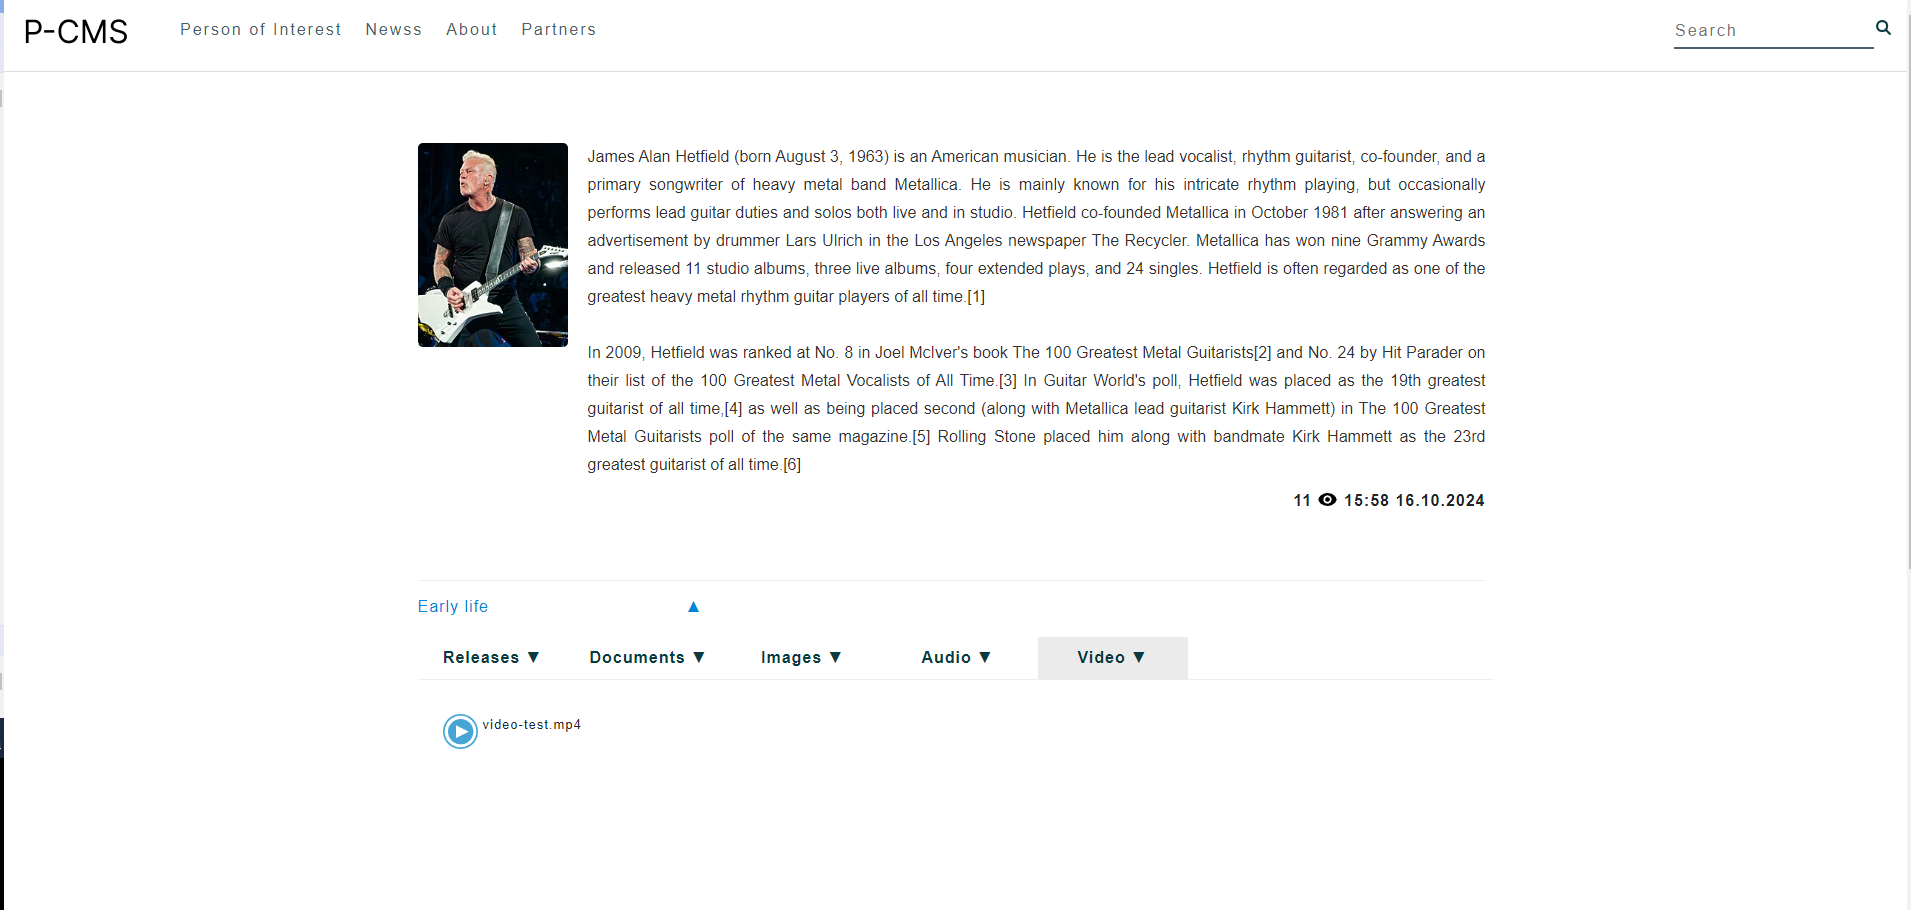 P-CMS
Person of Interest Newss About Partners
Search
James Alan Hetfield (born August 3, 1963) is an American musician. He is the lead vocalist, rhythm guitarist, co-founder, and a
primary songwriter of heavy metal band Metallica. He is mainly known for his intricate rhythm playing, but occasionally
performs lead guitar duties and solos both live and in studio. Hetfield co-founded Metallica in October 1981 after answering an
advertisement by drummer Lars Ulrich in the Los Angeles newspaper The Recycler. Metallica has won nine Grammy Awards
and released 11 studio albums, three live albums, four extended plays, and 24 singles. Hetfield is often regarded as one of the
greatest heavy metal rhythm guitar players of all time.[1]
In 2009, Hetfield was ranked at No. 8 in Joel McIver's book The 100 Greatest Metal Guitarists[2] and No. 24 by Hit Parader on
their list of the 100 Greatest Metal Vocalists of All Time.[3] In Guitar World's poll, Hetfield was placed as the 19th greatest
guitarist of all time,[4] as well as being placed second (along with Metallica lead guitarist Kirk Hammett) in The 100 Greatest
Metal Guitarists poll of the same magazine.[5] Rolling Stone placed him along with bandmate Kirk Hammett as the 23rd
greatest guitarist of all time.[6]
11 15:58 16.10.2024
Early life ▲
Releases ▼ Documents ▼ Images ▼ Audio ▼ Video ▼
video-test.mp4